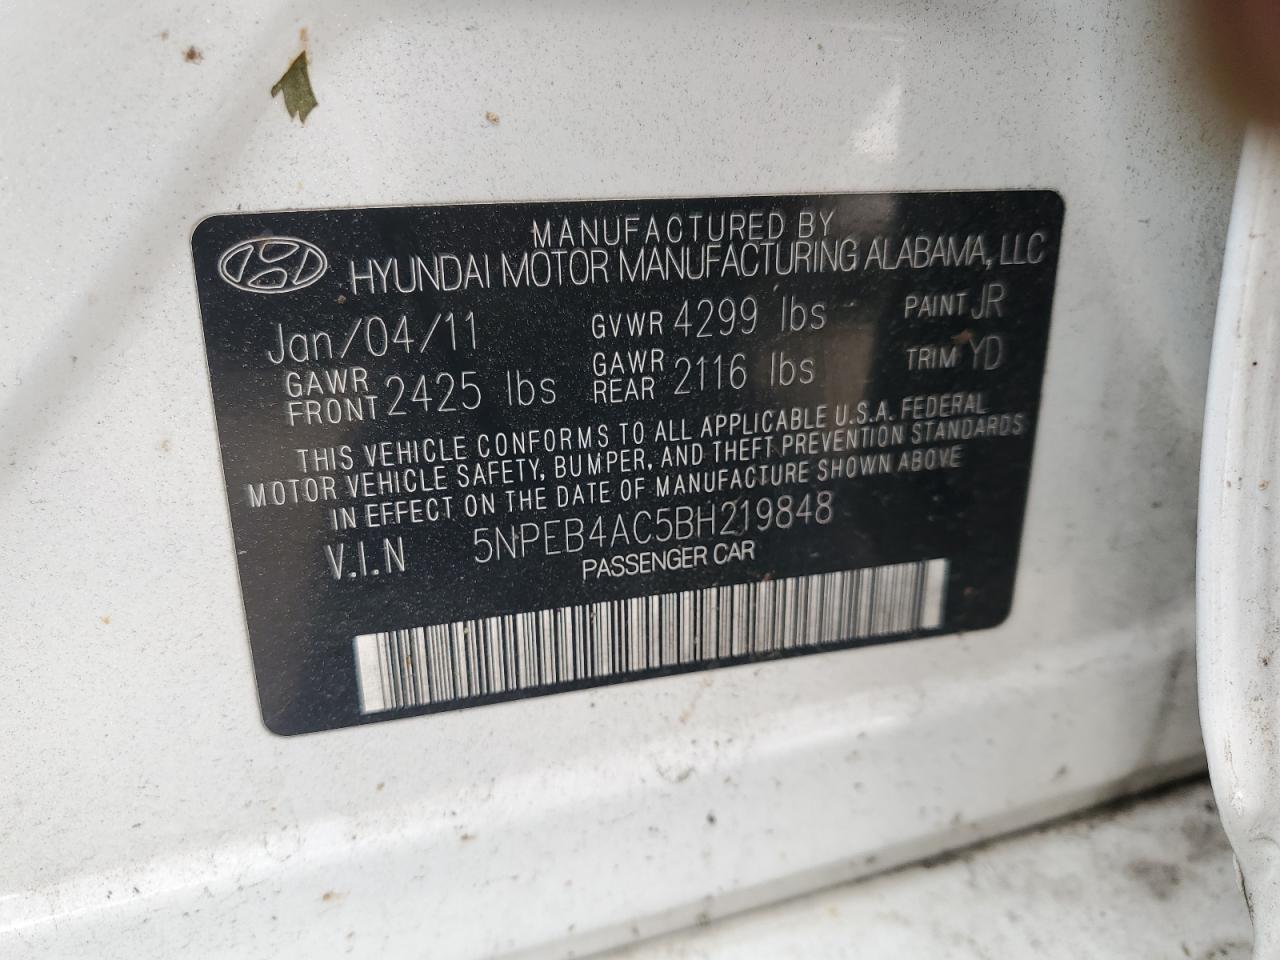 MANUFACTURED BY
HYUNDAI MOTOR MANUFACTURING ALABAMA, LLC
Jan/04/11 GVWR 4299 lbs PAINT JR
GAWR FRONT 2425 lbs GAWR REAR 2116 lbs TRIM YD
THIS VEHICLE CONFORMS TO ALL APPLICABLE U.S.A. FEDERAL
MOTOR VEHICLE SAFETY, BUMPER, AND THEFT PREVENTION STANDARDS
IN EFFECT ON THE DATE OF MANUFACTURE SHOWN ABOVE
V.I.N 5NPEB4AC5BH219848
PASSENGER CAR